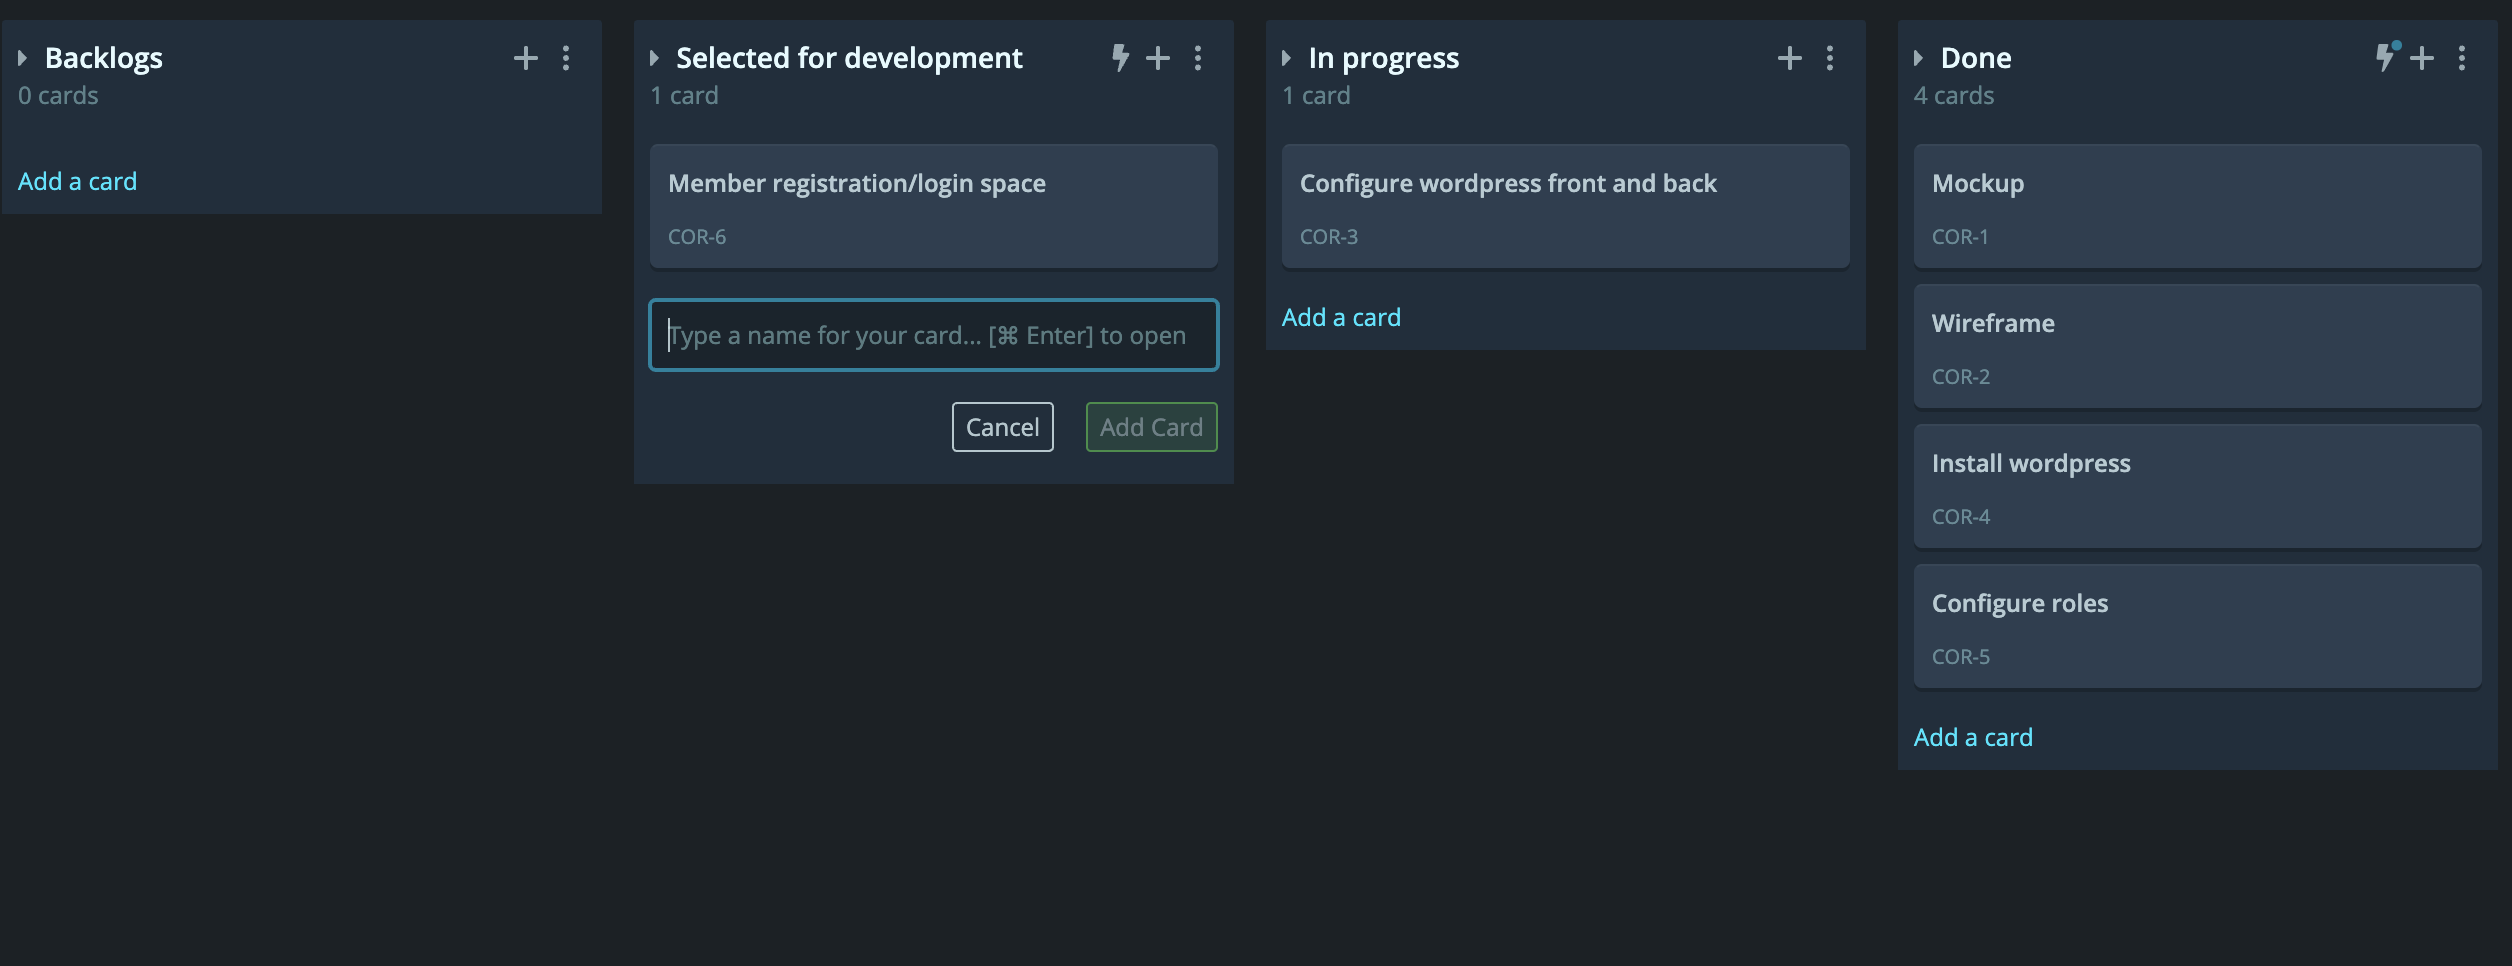 Backlogs
0 cards
Add a card
Selected for development
1 card
Member registration/login space
COR-6
Type a name for your card... [⌘ Enter] to open
Cancel
Add Card
In progress
1 card
Configure wordpress front and back
COR-3
Add a card
Done
4 cards
Mockup
COR-1
Wireframe
COR-2
Install wordpress
COR-4
Configure roles
COR-5
Add a card